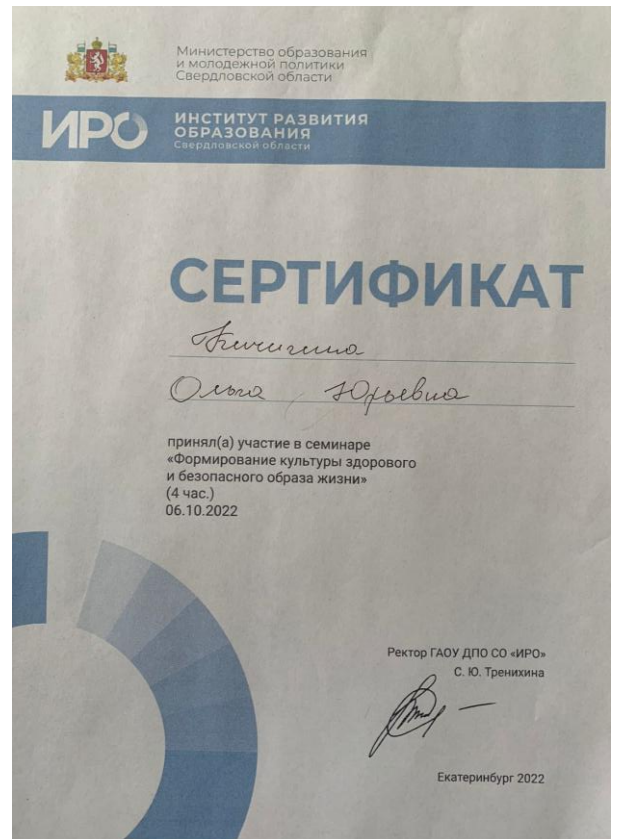 Министерство образования
и молодежной политики
Свердловской области
ИРО
ИНСТИТУТ РАЗВИТИЯ
ОБРАЗОВАНИЯ
Свердловской области
СЕРТИФИКАТ
Кичигина
Ольга Юрьевна
принял(а) участие в семинаре
«Формирование культуры здорового
и безопасного образа жизни»
(4 час.)
06.10.2022
Ректор ГАОУ ДПО СО «ИРО»
С. Ю. Тренихина
Екатеринбург 2022